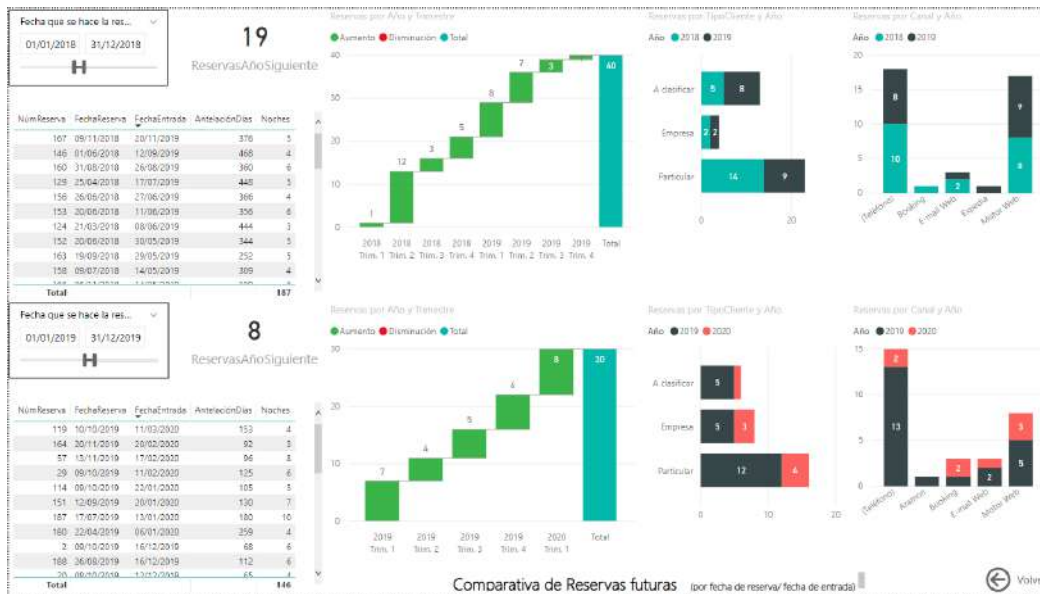 Fecha que se hace la res...
01/01/2018 31/12/2018
19
ReservasAñoSiguiente
NúmReserva FechaReserva FechaEntrada AntelaciónDías Noches
167 09/11/2018 20/11/2019 376 5
146 01/06/2018 12/09/2019 468 4
160 31/08/2018 26/08/2019 360 6
129 25/04/2018 17/07/2019 448 5
156 26/06/2018 27/06/2019 366 4
153 20/06/2018 11/06/2019 356 6
124 21/03/2018 08/06/2019 444 3
152 20/06/2018 30/05/2019 344 5
163 19/09/2018 29/05/2019 252 5
158 09/07/2018 14/05/2019 309 4
Total 187
Reservas por Año y Trimestre
Aumento Disminución Total
40
30
20
10
0
1
12
3
5
8
7
3
40
2018 Trim. 1
2018 Trim. 2
2018 Trim. 3
2018 Trim. 4
2019 Trim. 1
2019 Trim. 2
2019 Trim. 3
2019 Trim. 4
Total
Reservas por TipoCliente y Año
Año 2018 2019
A clasificar 5 8
Empresa 2 2
Particular 14 9
0 20
Reservas por Canal y Año
Año 2018 2019
20
15
10
5
0
8
10
2
9
8
(Teléfono)
Booking
E-mail Web
Expedia
Motor Web
Fecha que se hace la res...
01/01/2019 31/12/2019
8
ReservasAñoSiguiente
NúmReserva FechaReserva FechaEntrada AntelaciónDías Noches
119 10/10/2019 11/03/2020 153 4
164 20/11/2019 20/02/2020 92 3
57 13/11/2019 17/02/2020 96 8
29 09/10/2019 11/02/2020 125 6
114 09/10/2019 22/01/2020 105 5
151 12/09/2019 20/01/2020 130 7
187 17/07/2019 13/01/2020 180 10
180 22/04/2019 06/01/2020 259 4
2 09/10/2019 16/12/2019 68 6
188 26/08/2019 16/12/2019 112 6
20 08/10/2019 12/12/2019 65 4
Total 146
Reservas por Año y Trimestre
Aumento Disminución Total
30
20
10
0
7
4
5
6
8
30
2019 Trim. 1
2019 Trim. 2
2019 Trim. 3
2019 Trim. 4
2020 Trim. 1
Total
Reservas por TipoCliente y Año
Año 2019 2020
A clasificar 5
Empresa 5 3
Particular 12 4
0 10 20
Reservas por Canal y Año
Año 2019 2020
15
10
5
0
2
13
2
2
3
5
(Teléfono)
Booking
E-mail Web
Motor Web
Comparativa de Reservas futuras (por fecha de reserva/ fecha de entrada)
Volve